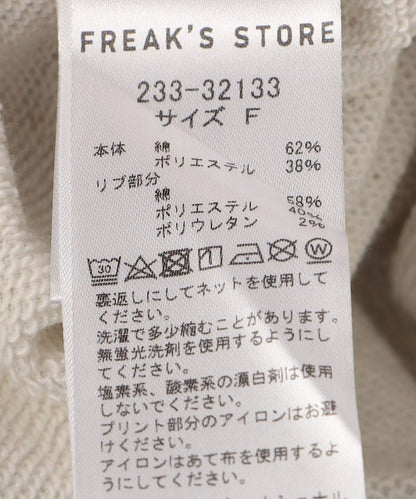 FREAK'S STORE
233-32133
サイズ F
本体 綿 62%
ポリエステル 38%
リブ部分
綿 58%
ポリエステル 40%
ポリウレタン 2%
30 W
裏返しにしてネットを使用して
ください。
洗濯で多少縮むことがあります。
無蛍光洗剤を使用するようにし
てください。
塩素系、酸素系の漂白剤は使用
しないでください。
プリント部分のアイロンはお避
けください。
アイロンはあて布を使用するよ
うにしてください。